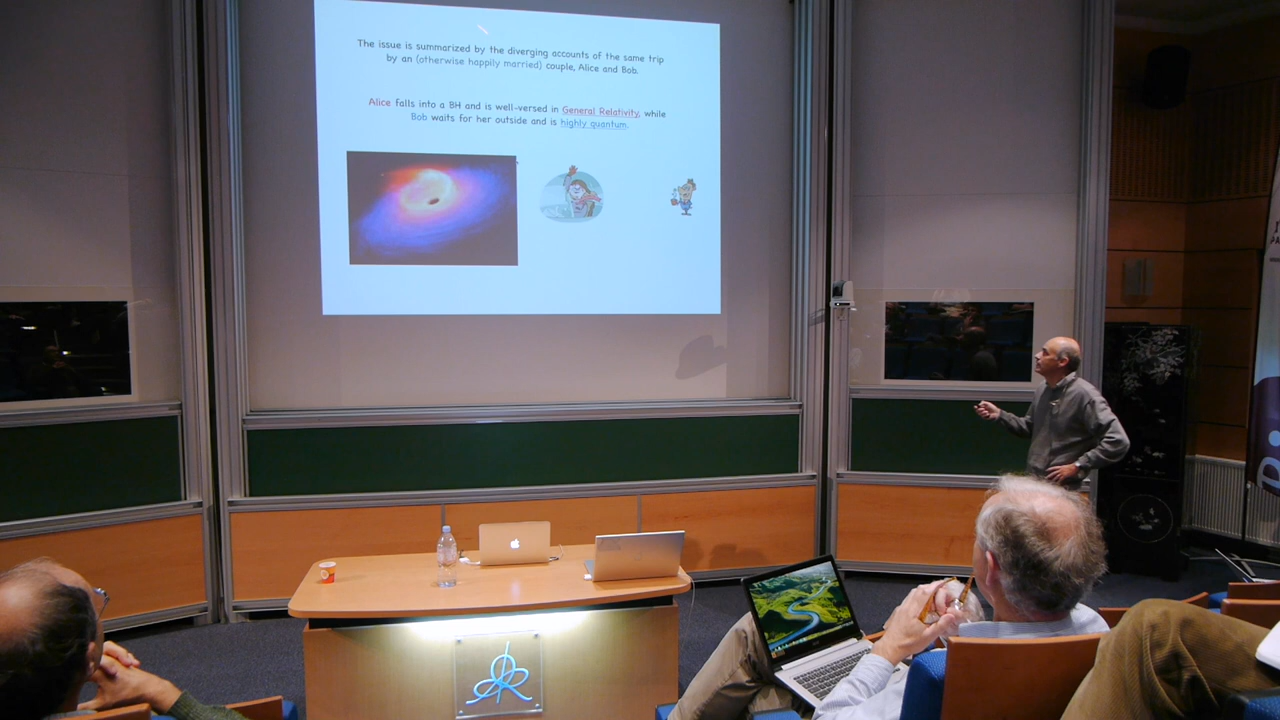 The issue is summarized by the diverging accounts of the same trip
by an (otherwise happily married) couple, Alice and Bob.
Alice falls into a BH and is well-versed in General Relativity, while
Bob waits for her outside and is highly quantum.